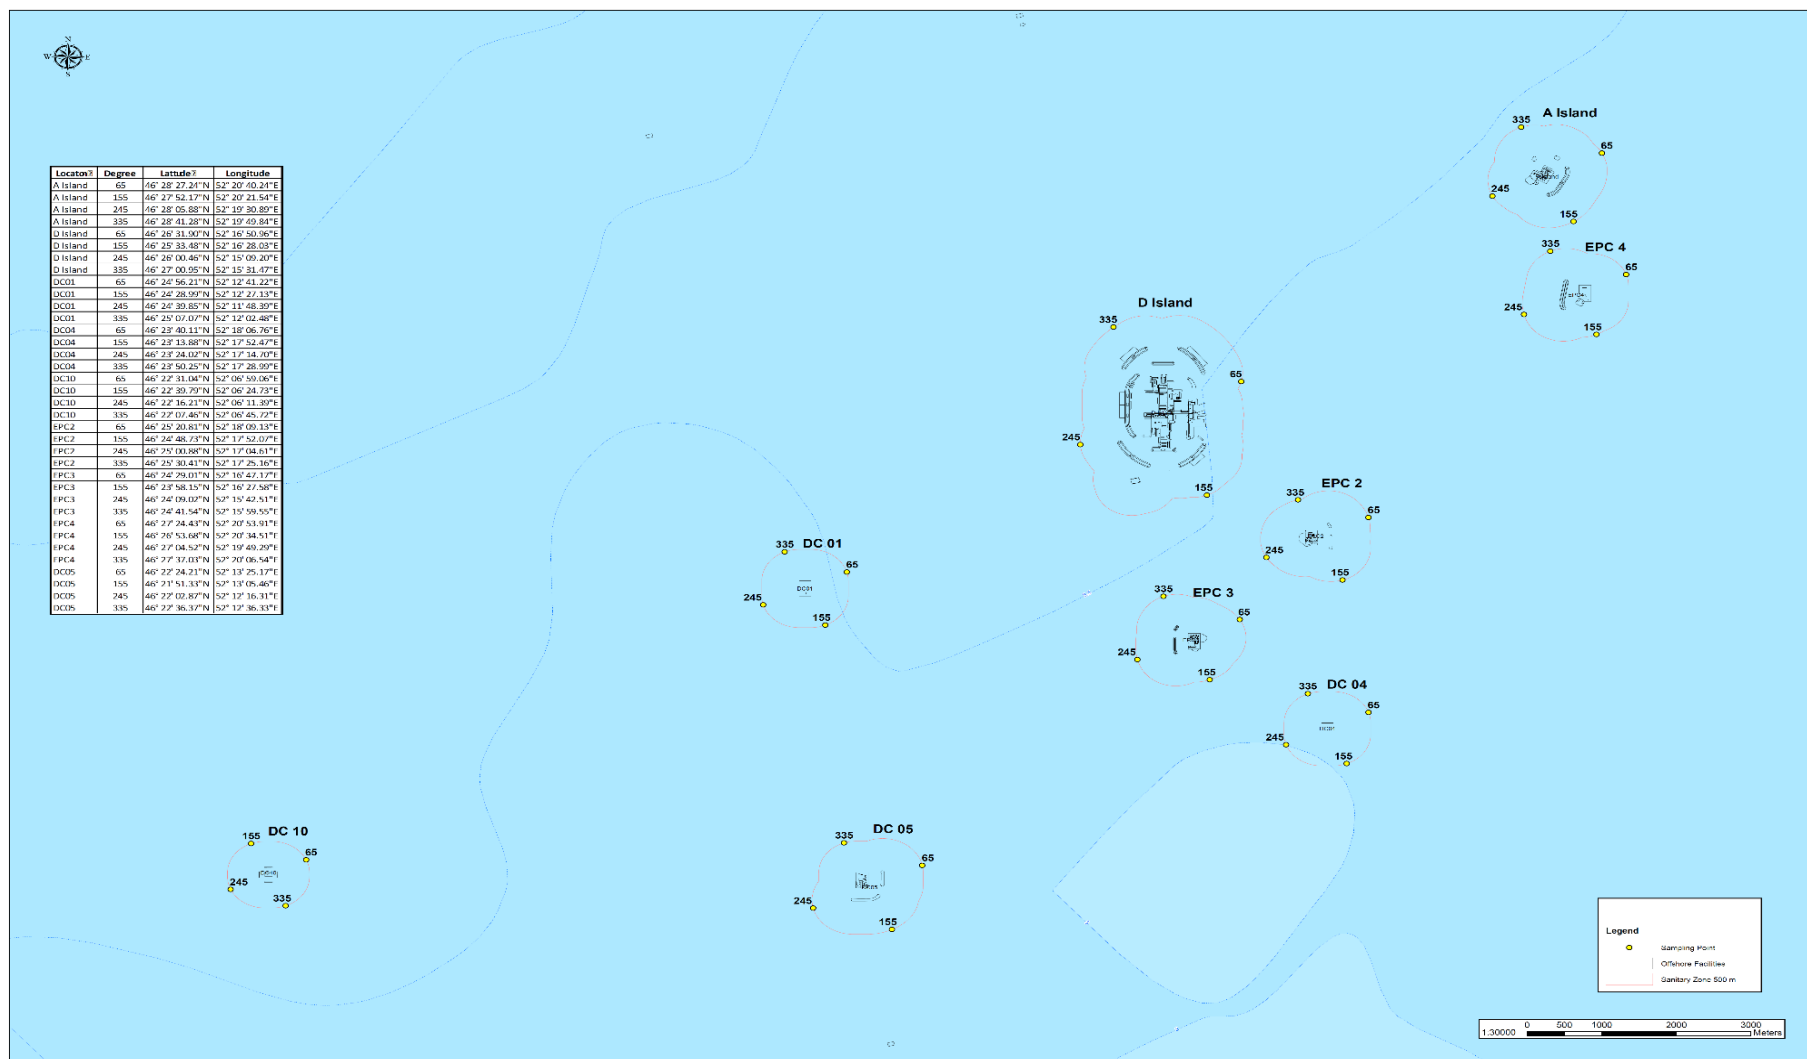 N
W E
S
Locaton Degree Lattude Longitude
A Island 65 46° 28' 27.24"N 52° 20' 40.24"E
A Island 155 46° 27' 52.17"N 52° 20' 21.54"E
A Island 245 46° 28' 05.88"N 52° 19' 30.89"E
A Island 335 46° 28' 41.28"N 52° 19' 49.84"E
D Island 65 46° 26' 31.90"N 52° 16' 50.96"E
D Island 155 46° 25' 33.48"N 52° 16' 28.03"E
D Island 245 46° 26' 00.46"N 52° 15' 09.20"E
D Island 335 46° 27' 00.95"N 52° 15' 31.47"E
DC01 65 46° 24' 56.21"N 52° 12' 41.22"E
DC01 155 46° 24' 28.99"N 52° 12' 27.13"E
DC01 245 46° 24' 39.85"N 52° 11' 48.39"E
DC01 335 46° 25' 07.07"N 52° 12' 02.48"E
DC04 65 46° 23' 40.11"N 52° 18' 06.76"E
DC04 155 46° 23' 13.88"N 52° 17' 52.47"E
DC04 245 46° 23' 24.02"N 52° 17' 14.70"E
DC04 335 46° 23' 50.25"N 52° 17' 28.99"E
DC10 65 46° 22' 31.04"N 52° 06' 59.06"E
DC10 155 46° 22' 39.79"N 52° 06' 24.73"E
DC10 245 46° 22' 16.21"N 52° 06' 11.39"E
DC10 335 46° 22' 07.46"N 52° 06' 45.72"E
EPC2 65 46° 25' 20.81"N 52° 18' 09.13"E
EPC2 155 46° 24' 48.73"N 52° 17' 52.07"E
EPC2 245 46° 25' 00.88"N 52° 17' 04.61"E
EPC2 335 46° 25' 30.41"N 52° 17' 25.16"E
EPC3 65 46° 24' 29.01"N 52° 16' 47.17"E
EPC3 155 46° 23' 58.15"N 52° 16' 27.58"E
EPC3 245 46° 24' 09.02"N 52° 15' 42.51"E
EPC3 335 46° 24' 41.54"N 52° 15' 59.55"E
EPC4 65 46° 27' 24.43"N 52° 20' 53.91"E
EPC4 155 46° 26' 53.68"N 52° 20' 34.51"E
EPC4 245 46° 27' 04.52"N 52° 19' 49.29"E
EPC4 335 46° 27' 37.03"N 52° 20' 06.54"E
DC05 65 46° 22' 24.21"N 52° 13' 25.17"E
DC05 155 46° 21' 51.33"N 52° 13' 05.46"E
DC05 245 46° 22' 02.87"N 52° 12' 16.31"E
DC05 335 46° 22' 36.37"N 52° 12' 36.33"E
A Island
335
65
245
155
EPC 4
335
65
245
155
D Island
335
65
245
155
EPC 2
335
65
245
155
DC 01
335
65
DC01
245
155
EPC 3
335
65
245
155
DC 04
335
65
245
155
DC 10
155
65
245
335
DC 05
335
65
245
155
Legend
Sampling Point
Offshore Facilities
Sanitary Zone 500 m
1:30000 0 500 1000 2000 3000
Meters